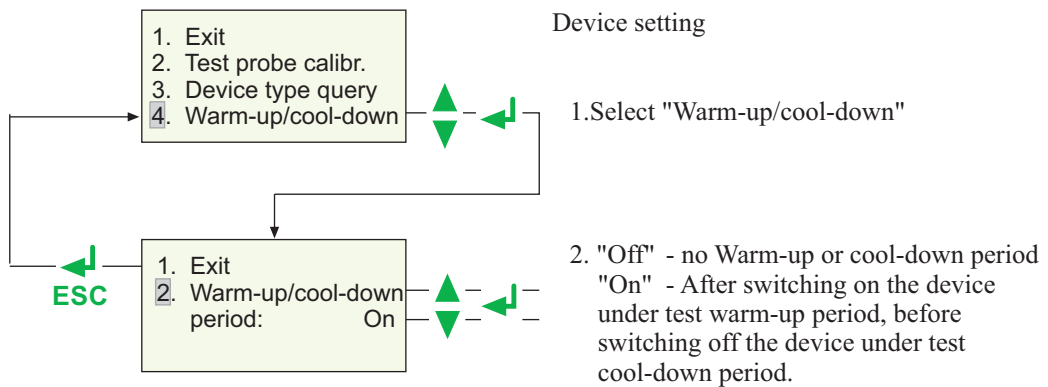 Device setting
1. Exit
2. Test probe calibr.
3. Device type query
4. Warm-up/cool-down
1.Select "Warm-up/cool-down"
1. Exit
2. Warm-up/cool-down
period: On
ESC
2. "Off" - no Warm-up or cool-down period
"On" - After switching on the device
under test warm-up period, before
switching off the device under test
cool-down period.